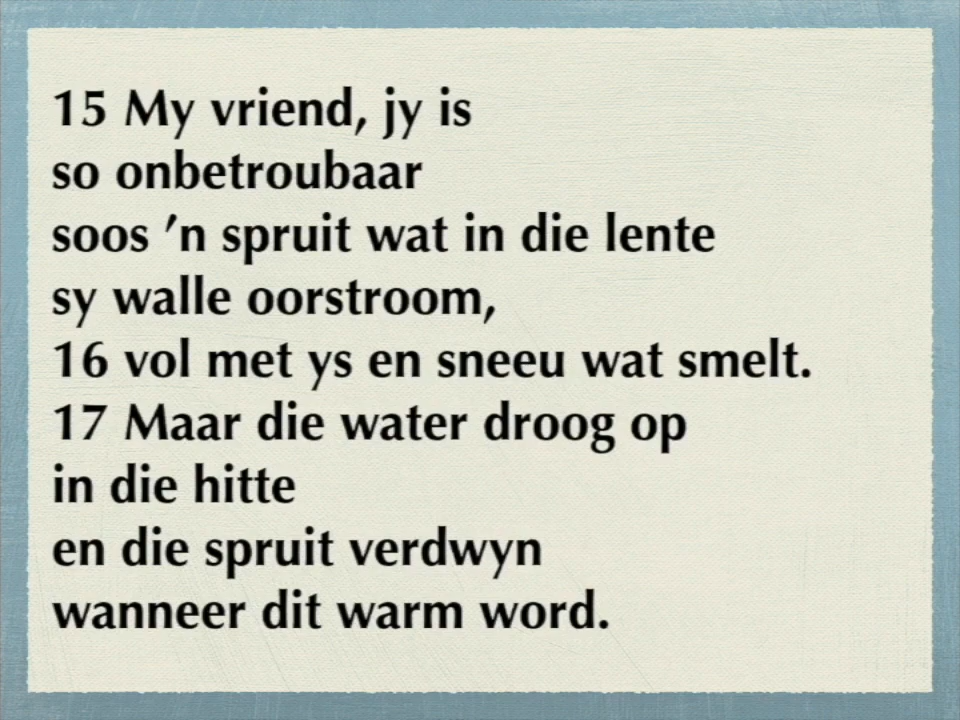 15 My vriend, jy is
so onbetroubaar
soos ’n spruit wat in die lente
sy walle oorstroom,
16 vol met ys en sneeu wat smelt.
17 Maar die water droog op
in die hitte
en die spruit verdwyn
wanneer dit warm word.